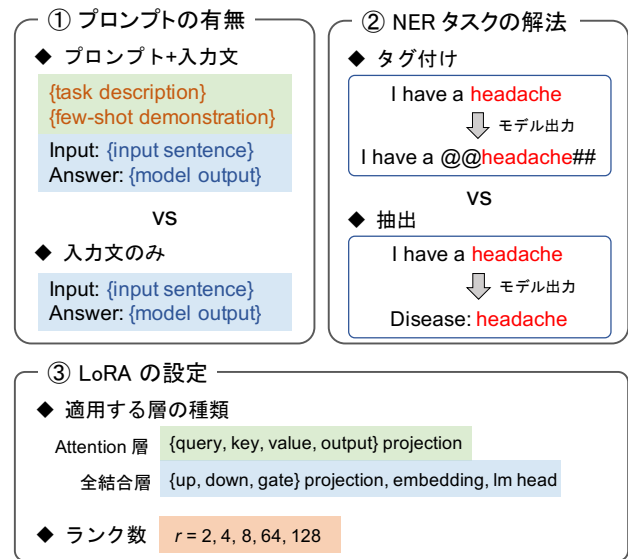 ① プロンプトの有無
◆ プロンプト+入力文
{task description}
{few-shot demonstration}
Input: {input sentence}
Answer: {model output}
vs
◆ 入力文のみ
Input: {input sentence}
Answer: {model output}
② NER タスクの解法
◆ タグ付け
I have a headache
モデル出力
I have a @@headache##
vs
◆ 抽出
I have a headache
モデル出力
Disease: headache
③ LoRA の設定
◆ 適用する層の種類
Attention 層 {query, key, value, output} projection
全結合層 {up, down, gate} projection, embedding, lm head
◆ ランク数 r = 2, 4, 8, 64, 128